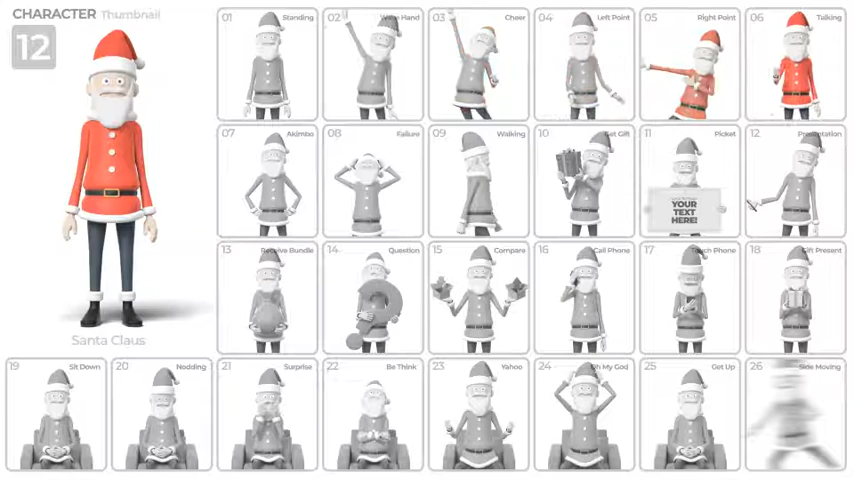 CHARACTER Thumbnail
12
Santa Claus
01 Standing
02 Hand
03 Cheer
04 Left Point
05 Right Point
06 Talking
07 Akimbo
08 Failure
09 Walking
10 Get Gift
11 Picket
YOUR
TEXT
HERE!
12 Presentation
13 Receive Bundle
14 Question
15 Compare
16 Call Phone
17 Touch Phone
18 Gift Present
19 Sit Down
20 Nodding
21 Surprise
22 Be Think
23 Yahoo
24 Oh My God
25 Get Up
26 Side Moving